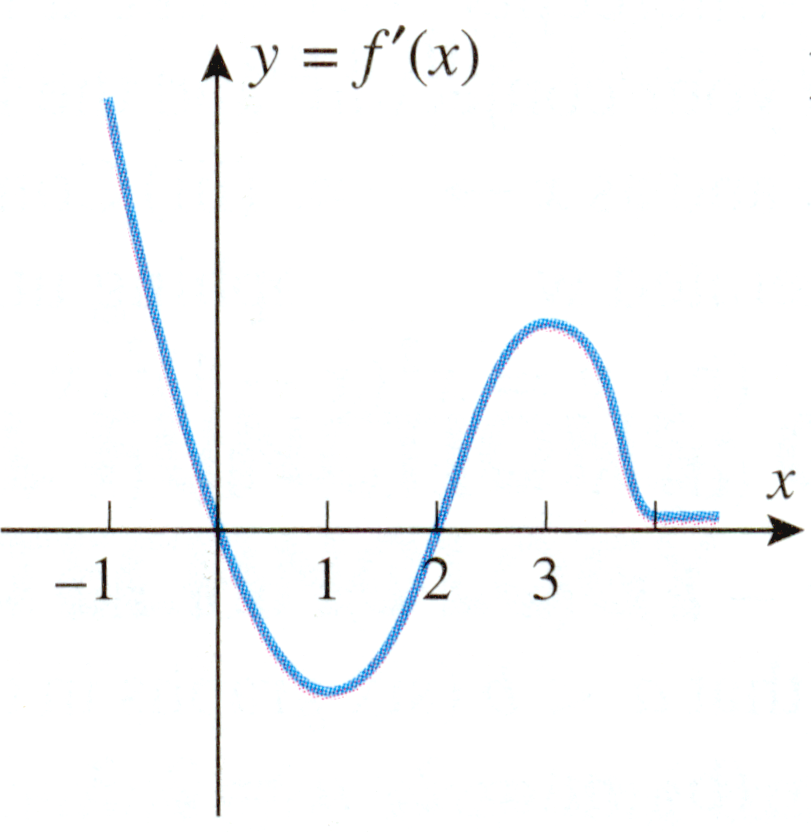 y = f′(x)
x
−1 1 2 3